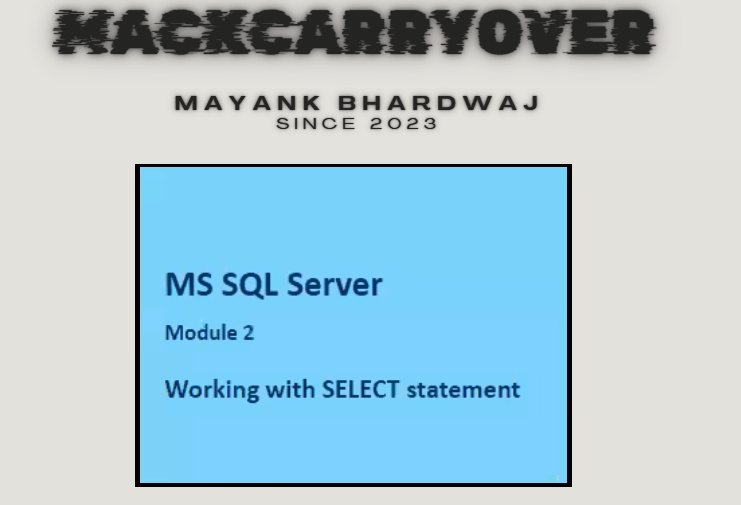 MACKCARRYOVER
MAYANK BHARDWAJ
SINCE 2023
MS SQL Server
Module 2
Working with SELECT statement